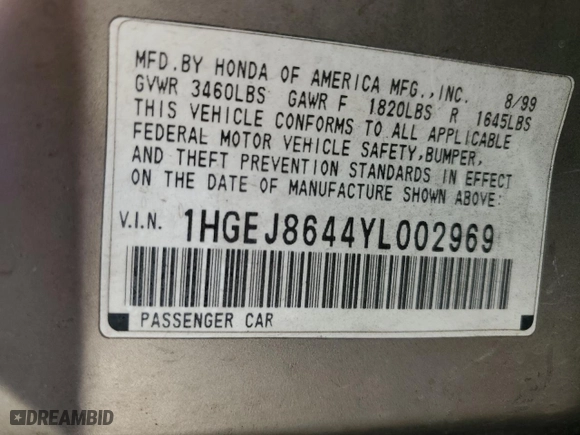 MFD.BY HONDA OF AMERICA MFG.,INC. 8/99
GVWR 3460LBS GAWR F 1820LBS R 1645LBS
THIS VEHICLE CONFORMS TO ALL APPLICABLE
FEDERAL MOTOR VEHICLE SAFETY,BUMPER,
AND THEFT PREVENTION STANDARDS IN EFFECT
ON THE DATE OF MANUFACTURE SHOWN ABOVE:
V.I.N. 1HGEJ8644YL002969
PASSENGER CAR
DREAMBID